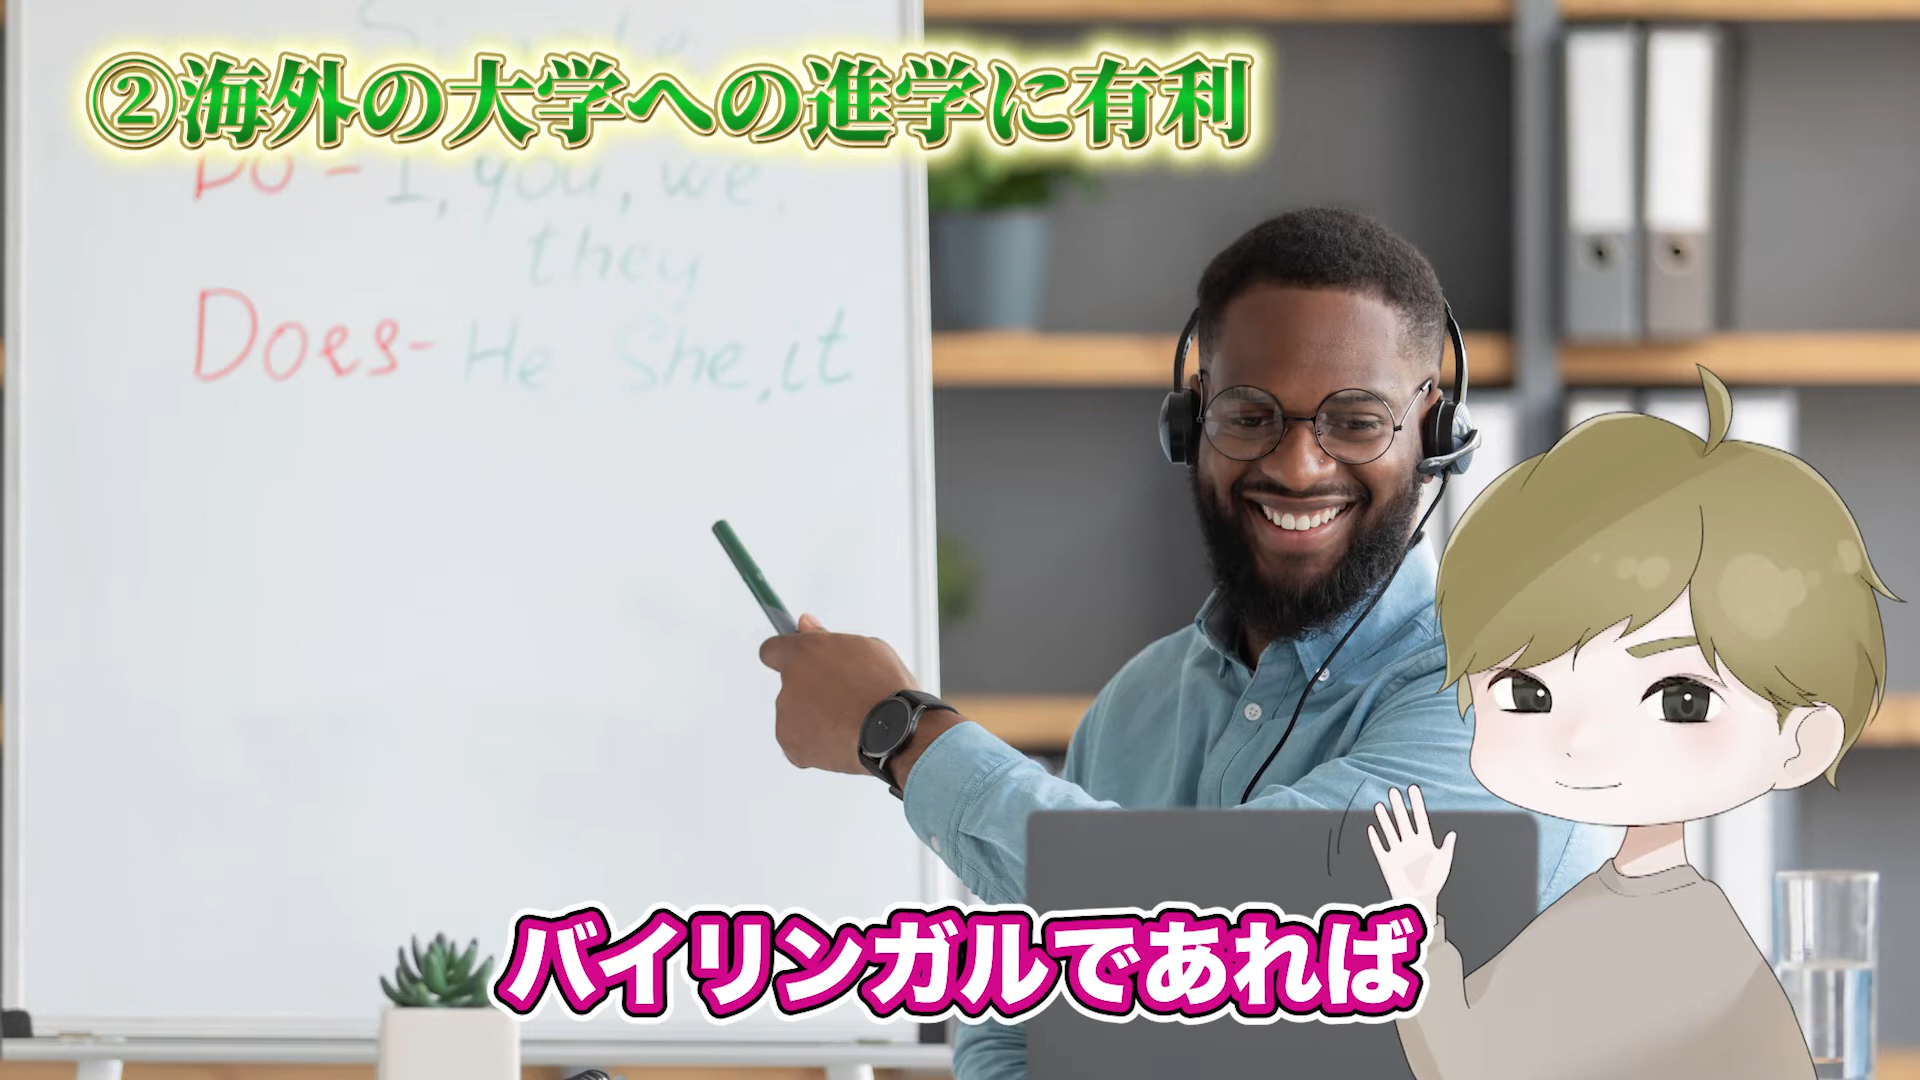 ②海外の大学への進学に有利
Do - I, you, we.
they
Does- He She, it
バイリンガルであれば